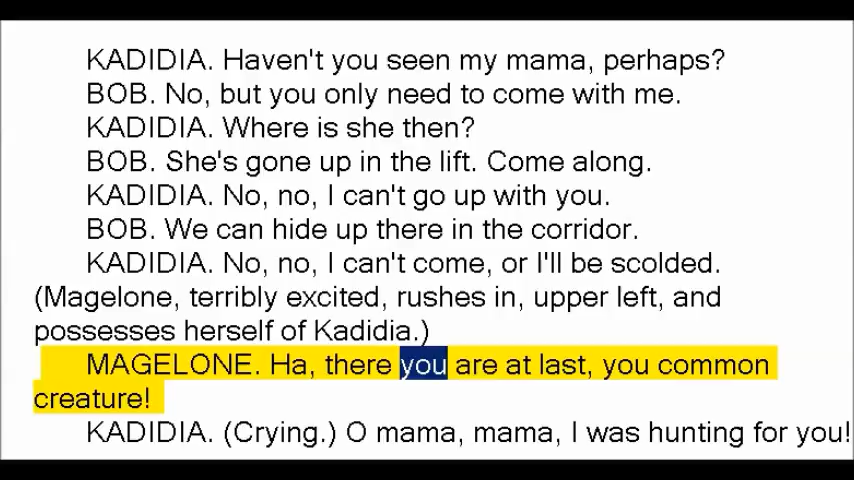 KADIDIA. Haven't you seen my mama, perhaps?
BOB. No, but you only need to come with me.
KADIDIA. Where is she then?
BOB. She's gone up in the lift. Come along.
KADIDIA. No, no, I can't go up with you.
BOB. We can hide up there in the corridor.
KADIDIA. No, no, I can't come, or I'll be scolded.
(Magelone, terribly excited, rushes in, upper left, and
possesses herself of Kadidia.)
MAGELONE. Ha, there you are at last, you common
creature!
KADIDIA. (Crying.) O mama, mama, I was hunting for you!